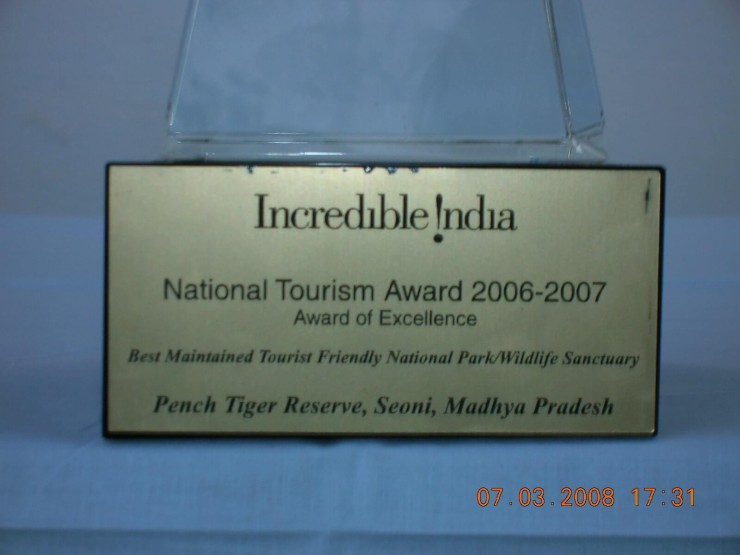 Incredible !ndia
National Tourism Award 2006-2007
Award of Excellence
Best Maintained Tourist Friendly National Park/Wildlife Sanctuary
Pench Tiger Reserve, Seoni, Madhya Pradesh
07.03.2008 17:31